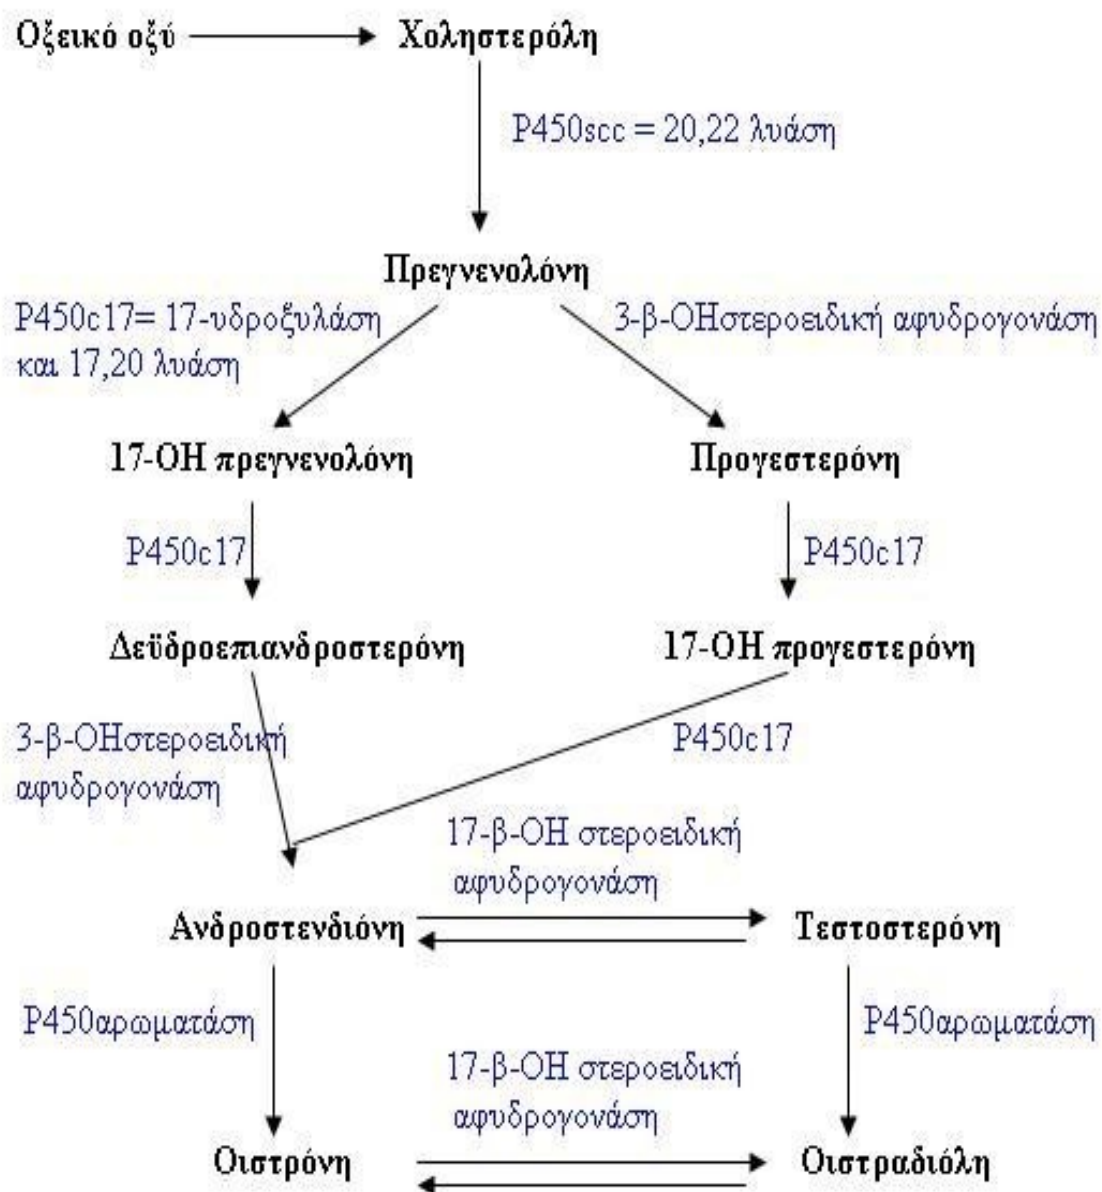 Οξεικό οξύ
Χοληστερόλη
P450scc = 20,22 λυάση
Πρεγνενολόνη
P450c17= 17-υδροξυλάση
και 17,20 λυάση
3-β-ΟΗστεροειδική αφυδρογονάση
17-ΟΗ πρεγνενολόνη
Προγεστερόνη
P450c17
P450c17
Δεϋδροεπιανδροστερόνη
17-ΟΗ προγεστερόνη
3-β-ΟΗστεροειδική
αφυδρογονάση
P450c17
17-β-ΟΗ στεροειδική
αφυδρογονάση
Ανδροστενδιόνη
Τεστοστερόνη
P450αρωματάση
P450αρωματάση
17-β-ΟΗ στεροειδική
αφυδρογονάση
Οιστρόνη
Οιστραδιόλη